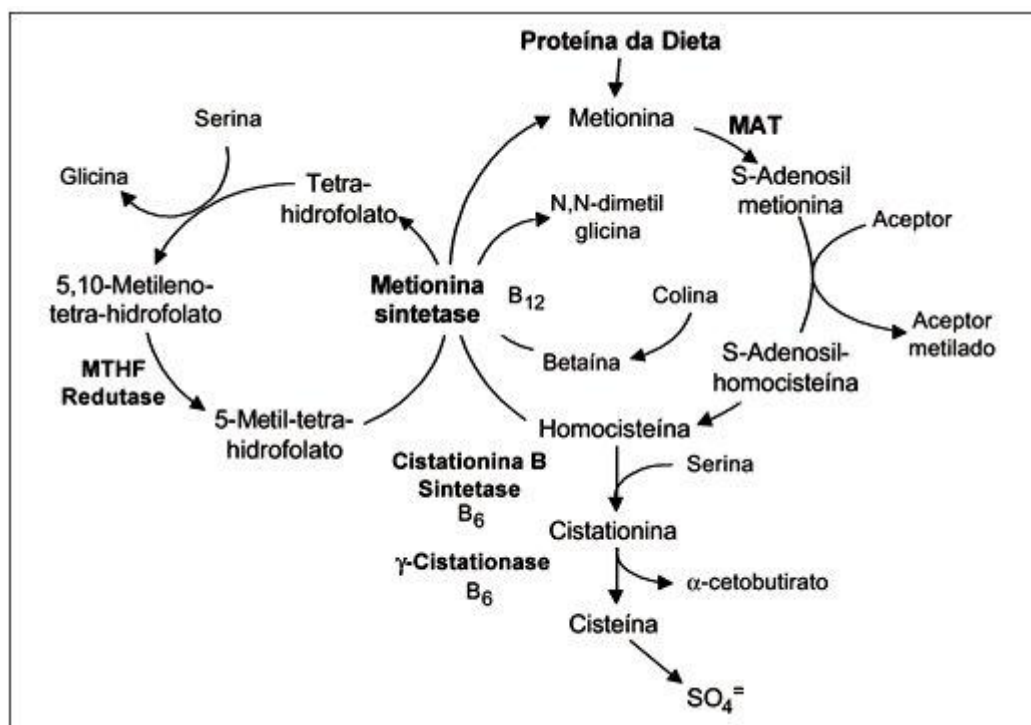 Proteína da Dieta
Metionina
MAT
S-Adenosil
metionina
Aceptor
Aceptor
metilado
S-Adenosil-
homocisteína
Homocisteína
Serina
Glicina
Tetra-
hidrofolato
5,10-Metileno-
tetra-hidrofolato
MTHF
Redutase
5-Metil-tetra-
hidrofolato
Metionina
sintetase
B12
N,N-dimetil
glicina
Colina
Betaína
Cistationina B
Sintetase
B6
Serina
Cistationina
γ-Cistationase
B6
α-cetobutirato
Cisteína
SO4=